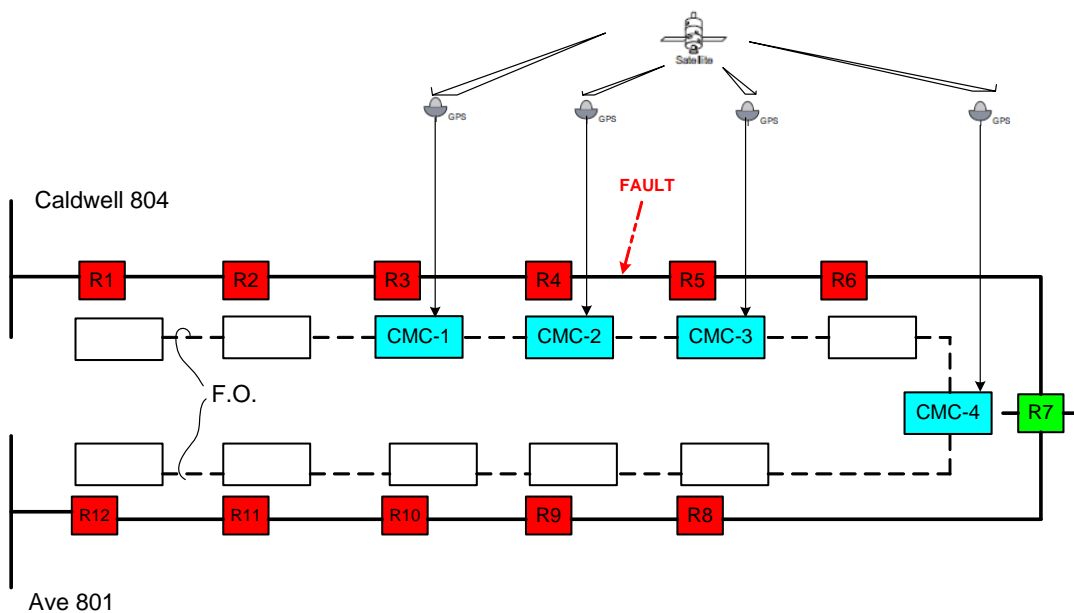 Satellite
GPS
GPS
GPS
GPS
FAULT
Caldwell 804
R1
R2
R3
R4
R5
R6
CMC-1
CMC-2
CMC-3
F.O.
CMC-4
R7
R12
R11
R10
R9
R8
Ave 801